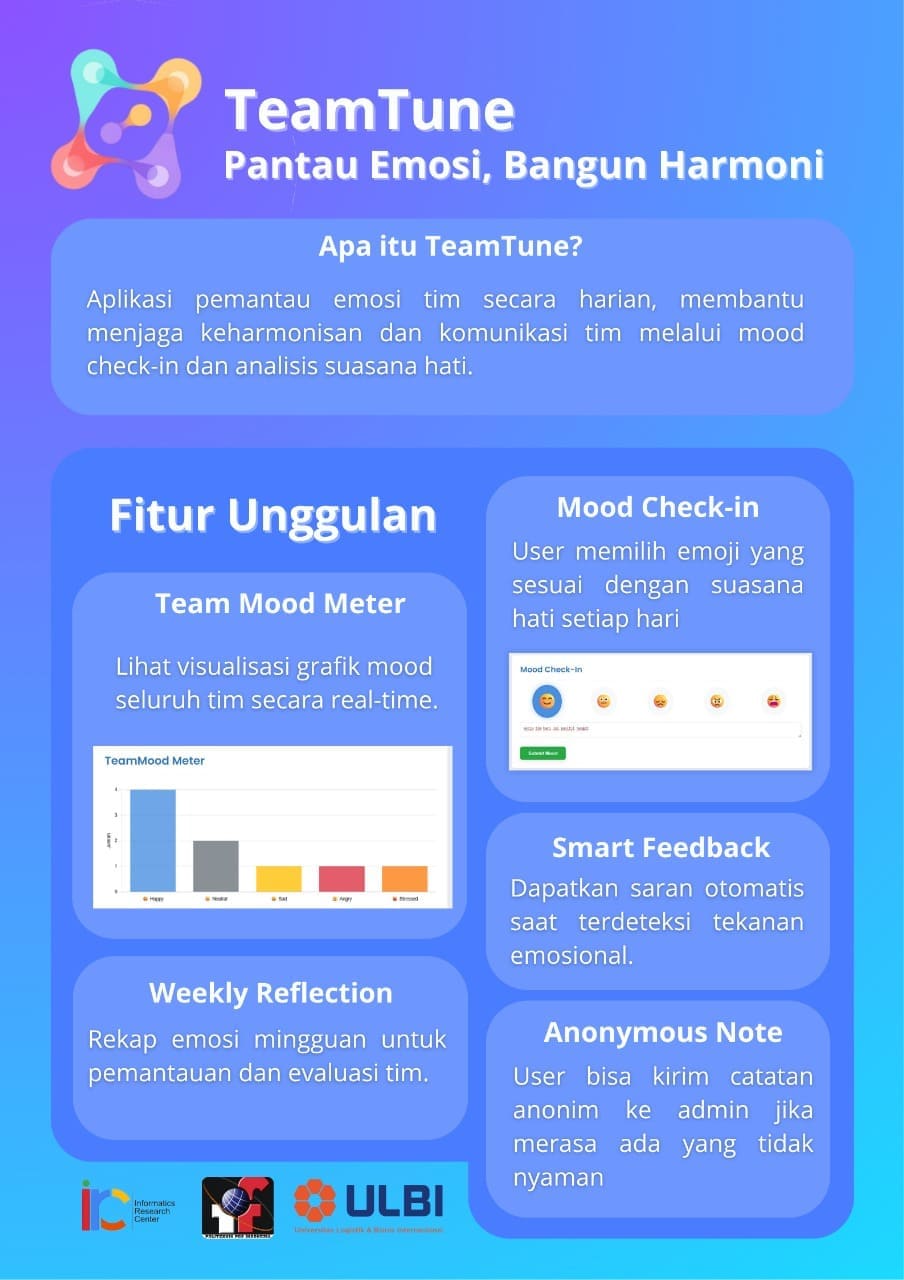 TeamTune
Pantau Emosi, Bangun Harmoni
Apa itu TeamTune?
Aplikasi pemantau emosi tim secara harian, membantu
menjaga keharmonisan dan komunikasi tim melalui mood
check-in dan analisis suasana hati.
Fitur Unggulan
Team Mood Meter
Lihat visualisasi grafik mood
seluruh tim secara real-time.
TeamMood Meter
4
3
2
1
0
Jumlah
Happy
Neutral
Sad
Angry
Stressed
Weekly Reflection
Rekap emosi mingguan untuk
pemantauan dan evaluasi tim.
Mood Check-in
User memilih emoji yang
sesuai dengan suasana
hati setiap hari
Mood Check-In
Submit Mood
Smart Feedback
Dapatkan saran otomatis
saat terdeteksi tekanan
emosional.
Anonymous Note
User bisa kirim catatan
anonim ke admin jika
merasa ada yang tidak
nyaman
irc
Informatics
Research
Center
POLITEKNIK POS INDONESIA
ULBI
Universitas Logistik & Bisnis Internasional